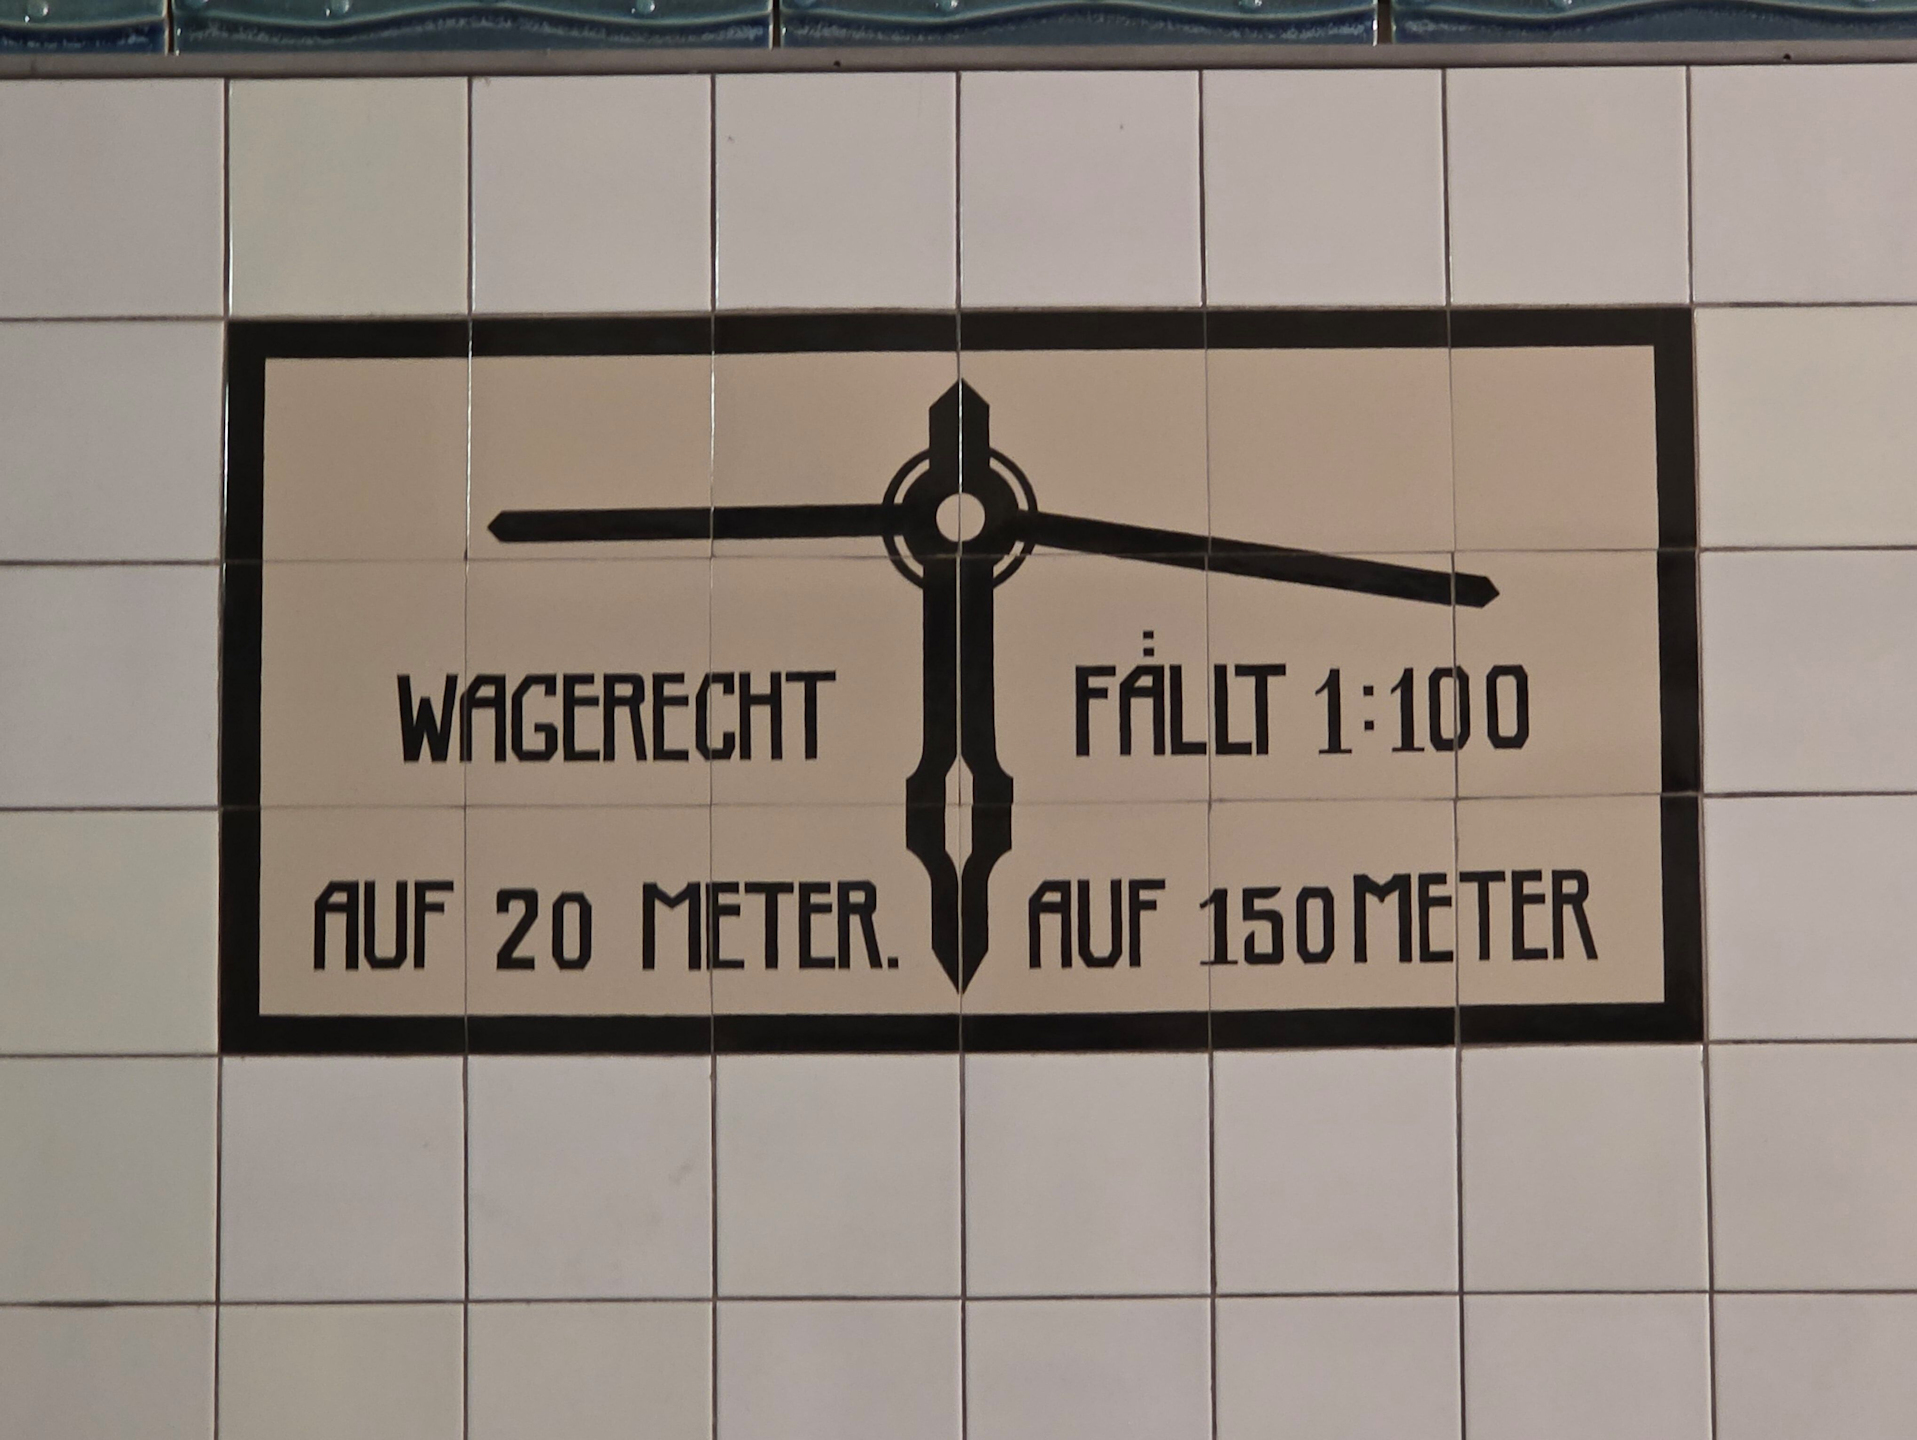 WAGERECHT
AUF 20 METER.
FÄLLT 1:100
AUF 150 METER